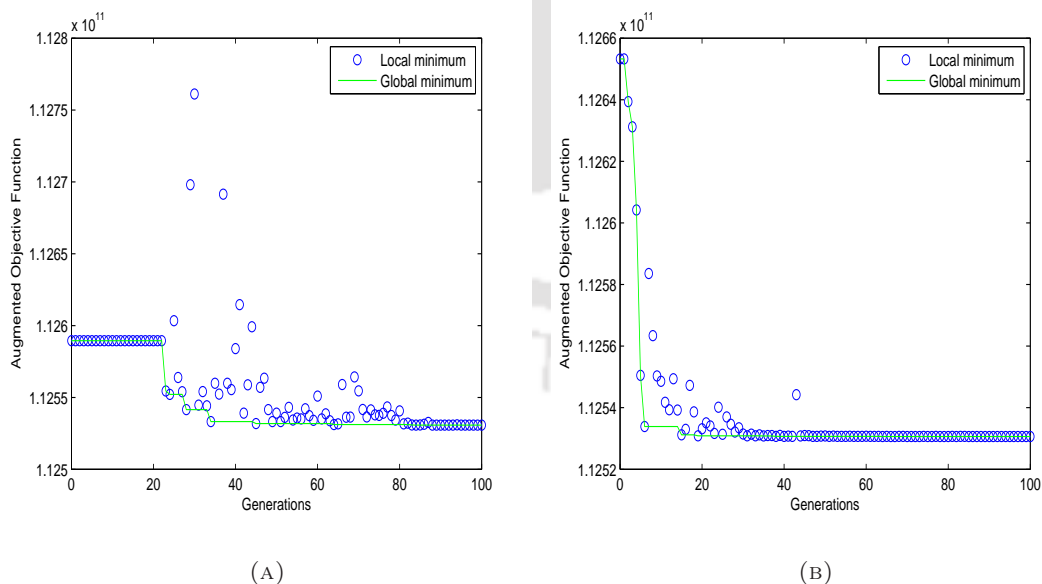 x 10^11
1.128
1.1275
1.127
1.1265
1.126
1.1255
1.125
0 20 40 60 80 100
Generations
Augmented Objective Function
Local minimum
Global minimum
(A)
x 10^11
1.1266
1.1264
1.1262
1.126
1.1258
1.1256
1.1254
1.1252
0 20 40 60 80 100
Generations
Augmented Objective Function
Local minimum
Global minimum
(B)